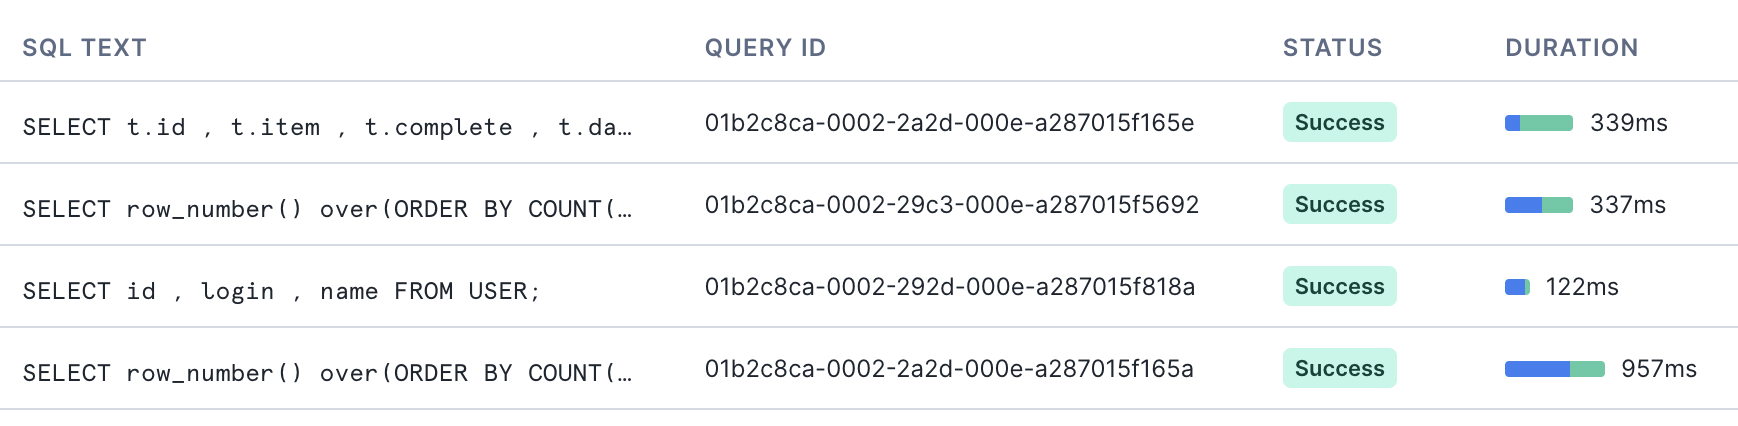 SQL TEXT QUERY ID STATUS DURATION
SELECT t.id , t.item , t.complete , t.da… 01b2c8ca-0002-2a2d-000e-a287015f165e Success 339ms
SELECT row_number() over(ORDER BY COUNT(… 01b2c8ca-0002-29c3-000e-a287015f5692 Success 337ms
SELECT id , login , name FROM USER; 01b2c8ca-0002-292d-000e-a287015f818a Success 122ms
SELECT row_number() over(ORDER BY COUNT(… 01b2c8ca-0002-2a2d-000e-a287015f165a Success 957ms